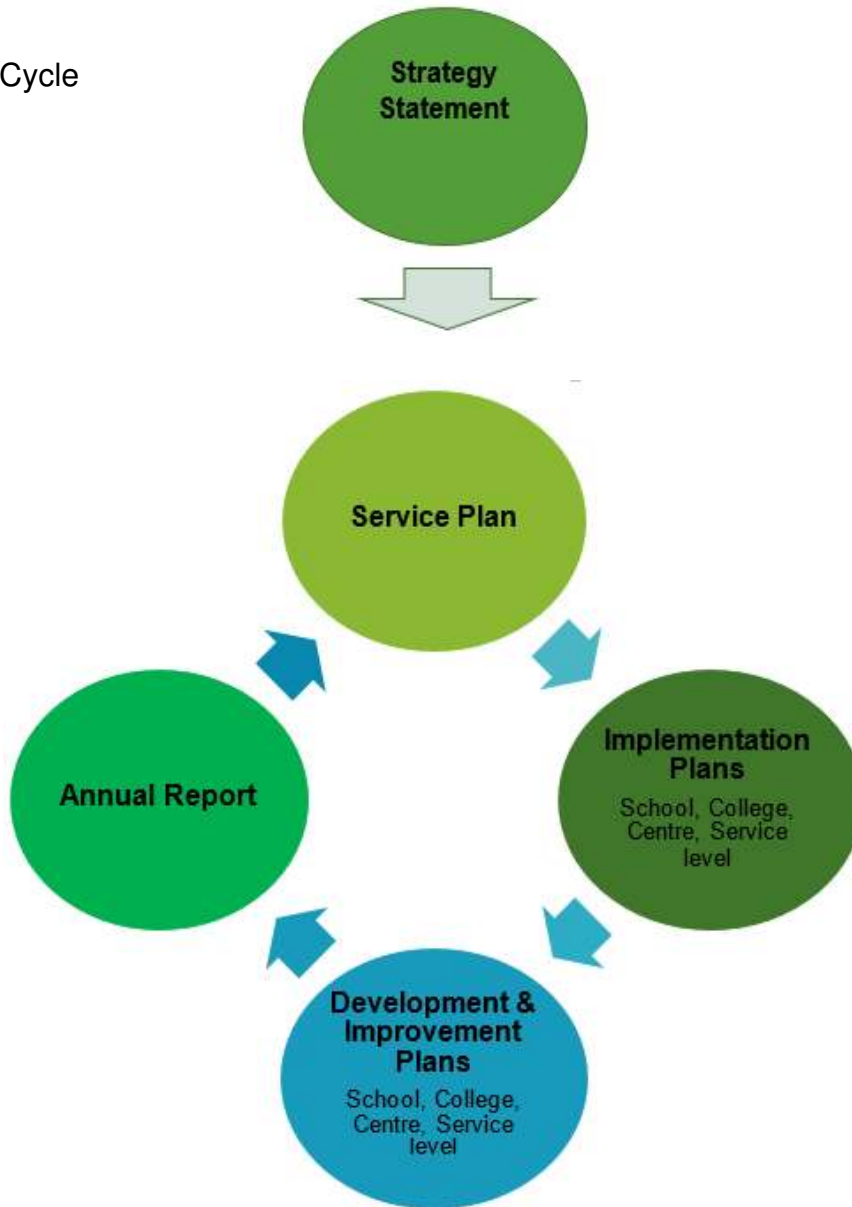 Cycle
Strategy
Statement
Service Plan
Implementation
Plans
School, College,
Centre, Service
level
Annual Report
Development &
Improvement
Plans
School, College,
Centre, Service
level